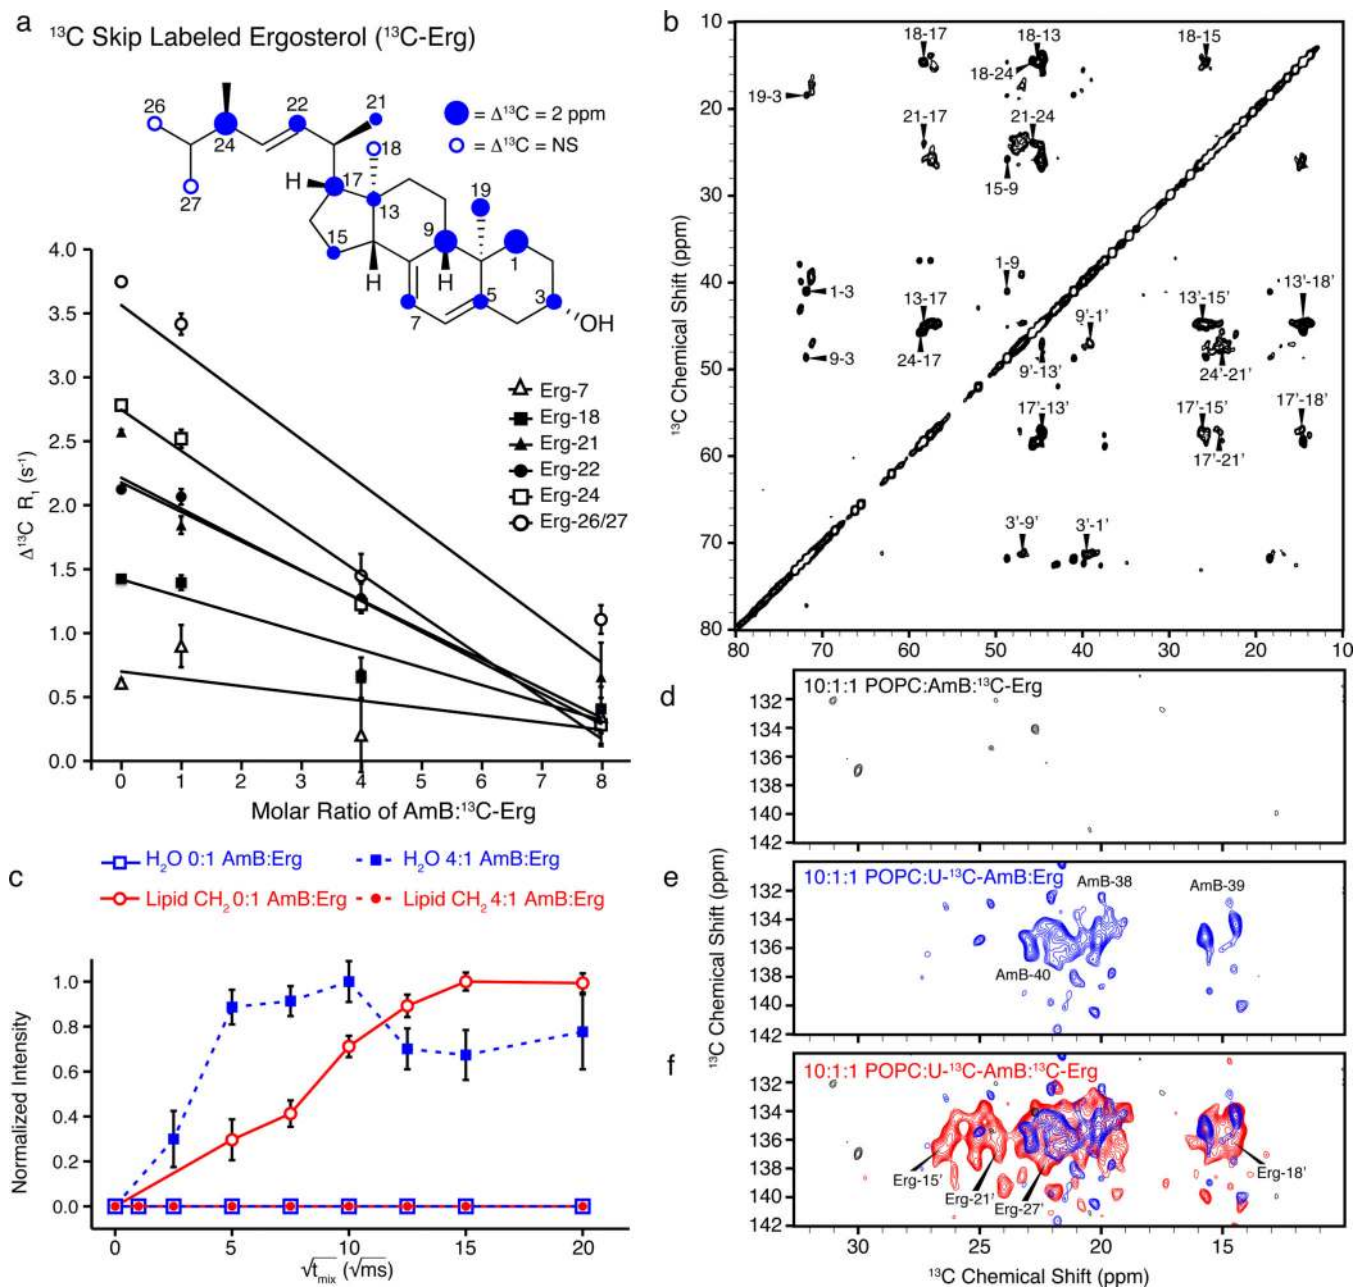 a
¹³C Skip Labeled Ergosterol (¹³C-Erg)
26
24
22
21
27
18
17
13
15
19
9
1
5
3
7
H
H
H
OH
= Δ¹³C = 2 ppm
= Δ¹³C = NS
4.0
3.5
3.0
2.5
2.0
1.5
1.0
0.5
0.0
Δ¹³C R₁ (s⁻¹)
Erg-7
Erg-18
Erg-21
Erg-22
Erg-24
Erg-26/27
0 1 2 3 4 5 6 7 8
Molar Ratio of AmB:¹³C-Erg
b
10
20
30
40
50
60
70
80
¹³C Chemical Shift (ppm)
18-17
18-13
18-15
18-24
19-3
21-17
21-24
15-9
1-9
1-3
13-17
13'-15'
13'-18'
9'-1'
9-3
24-17
9'-13'
24'-21'
17'-13'
17'-15'
17'-18'
17'-21'
3'-9'
3'-1'
80 70 60 50 40 30 20 10
c
H₂O 0:1 AmB:Erg
H₂O 4:1 AmB:Erg
Lipid CH₂ 0:1 AmB:Erg
Lipid CH₂ 4:1 AmB:Erg
1.0
0.8
0.6
0.4
0.2
0.0
Normalized Intensity
0 5 10 15 20
√t_mix (√ms)
d
10:1:1 POPC:AmB:¹³C-Erg
132
134
136
138
140
142
e
10:1:1 POPC:U-¹³C-AmB:Erg
AmB-38
AmB-39
AmB-40
132
134
136
138
140
142
¹³C Chemical Shift (ppm)
f
10:1:1 POPC:U-¹³C-AmB:¹³C-Erg
Erg-15'
Erg-21'
Erg-27'
Erg-18'
132
134
136
138
140
142
30 25 20 15
¹³C Chemical Shift (ppm)